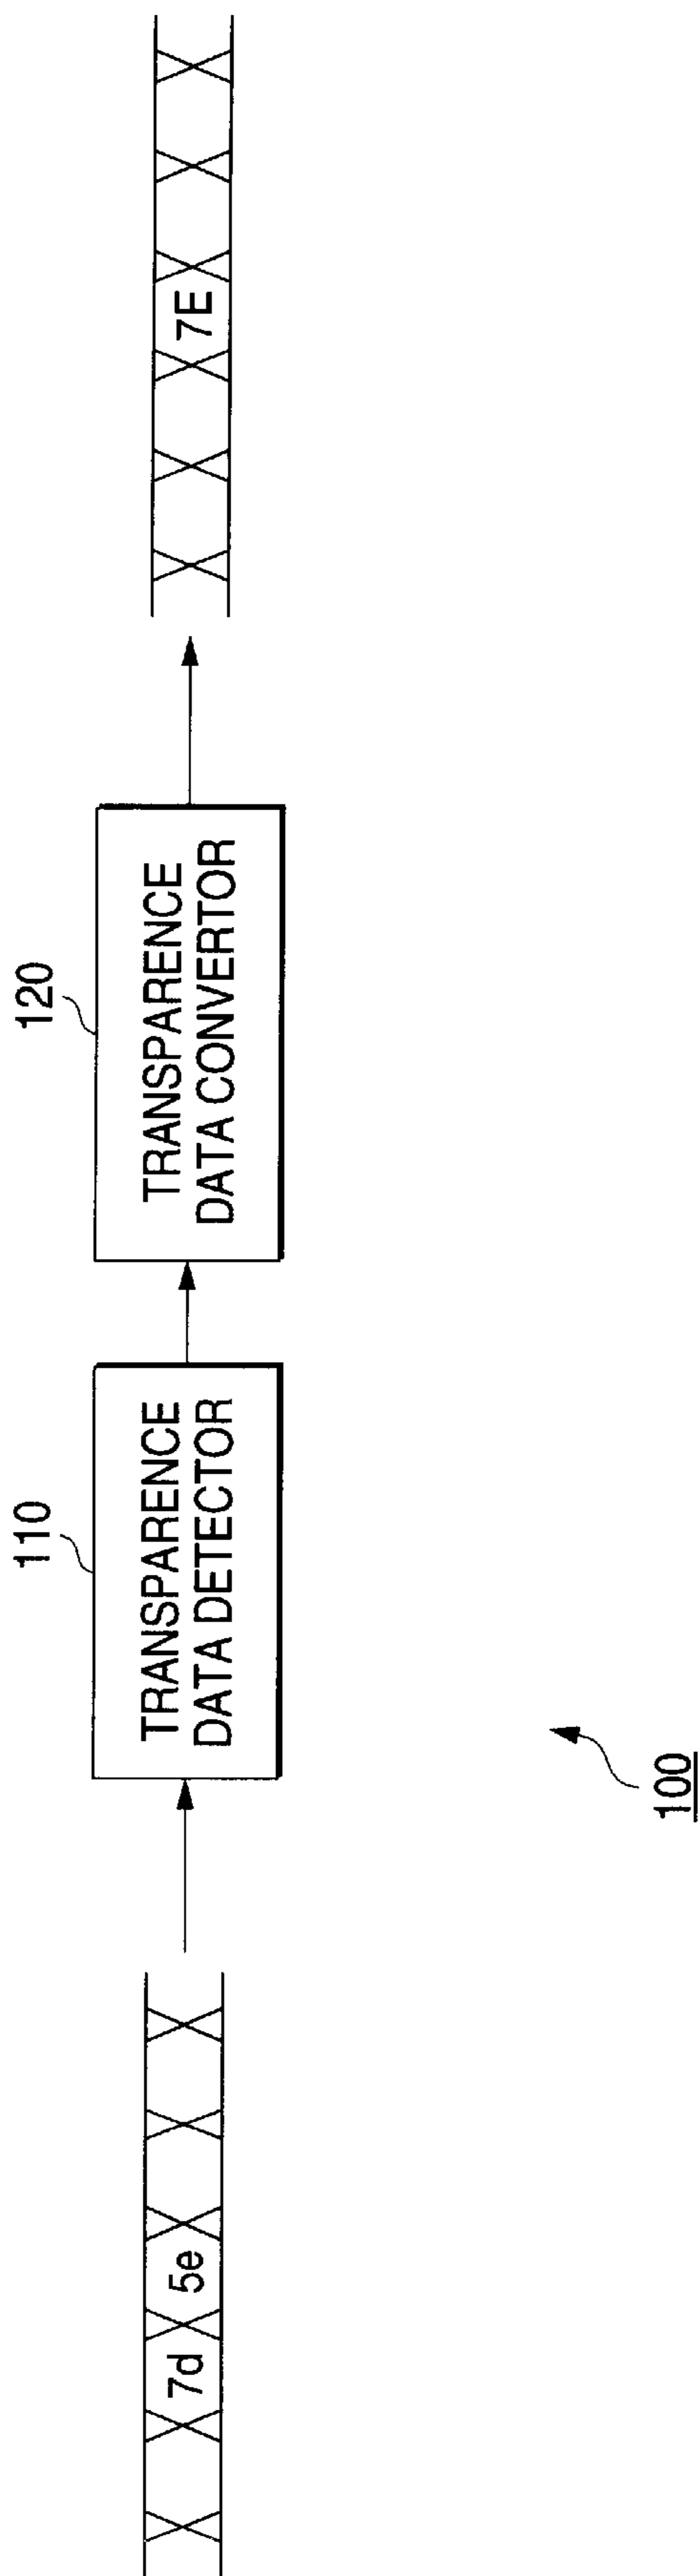 7d 5e
110
TRANSPARENCE
DATA DETECTOR
120
TRANSPARENCE
DATA CONVERTOR
7E
100